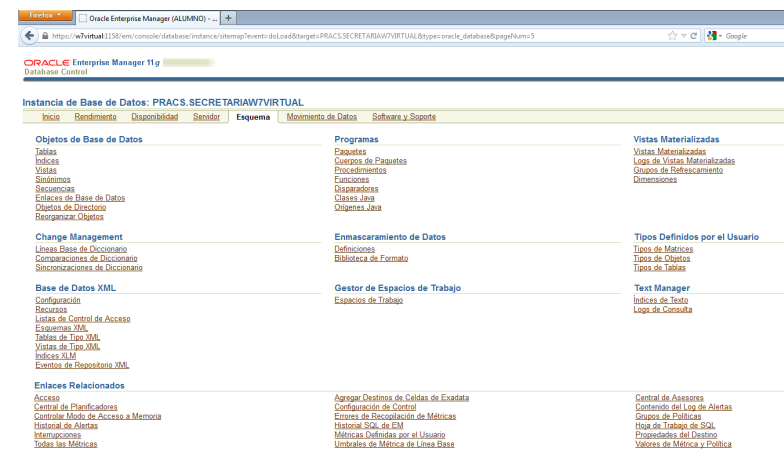 Firefox
Oracle Enterprise Manager (ALUMNO) - ...
+
https://w7virtual:1158/em/console/database/instance/sitemap?event=doLoad&target=PRACS.SECRETARIAW7VIRTUAL&type=oracle_database&pageNum=5
Google
ORACLE Enterprise Manager 11g
Database Control
Instancia de Base de Datos: PRACS.SECRETARIAW7VIRTUAL
Inicio Rendimiento Disponibilidad Servidor Esquema Movimiento de Datos Software y Soporte
Objetos de Base de Datos
Tablas
Índices
Vistas
Sinónimos
Secuencias
Enlaces de Base de Datos
Objetos de Directorio
Reorganizar Objetos
Programas
Paquetes
Cuerpos de Paquetes
Procedimientos
Funciones
Disparadores
Clases Java
Orígenes Java
Vistas Materializadas
Vistas Materializadas
Logs de Vistas Materializadas
Grupos de Refrescamiento
Dimensiones
Change Management
Líneas Base de Diccionario
Comparaciones de Diccionario
Sincronizaciones de Diccionario
Enmascaramiento de Datos
Definiciones
Biblioteca de Formato
Tipos Definidos por el Usuario
Tipos de Matrices
Tipos de Objetos
Tipos de Tablas
Base de Datos XML
Configuración
Recursos
Listas de Control de Acceso
Esquemas XML
Tablas de Tipo XML
Vistas de Tipo XML
Índices XLM
Eventos de Repositorio XML
Gestor de Espacios de Trabajo
Espacios de Trabajo
Text Manager
Índices de Texto
Logs de Consulta
Enlaces Relacionados
Acceso
Central de Planificadores
Controlar Modo de Acceso a Memoria
Historial de Alertas
Interrupciones
Todas las Métricas
Agregar Destinos de Celdas de Exadata
Configuración de Control
Errores de Recopilación de Métricas
Historial SQL de EM
Métricas Definidas por el Usuario
Umbrales de Métrica de Línea Base
Central de Asesores
Contenido del Log de Alertas
Grupos de Políticas
Hoja de Trabajo de SQL
Propiedades del Destino
Valores de Métrica y Política